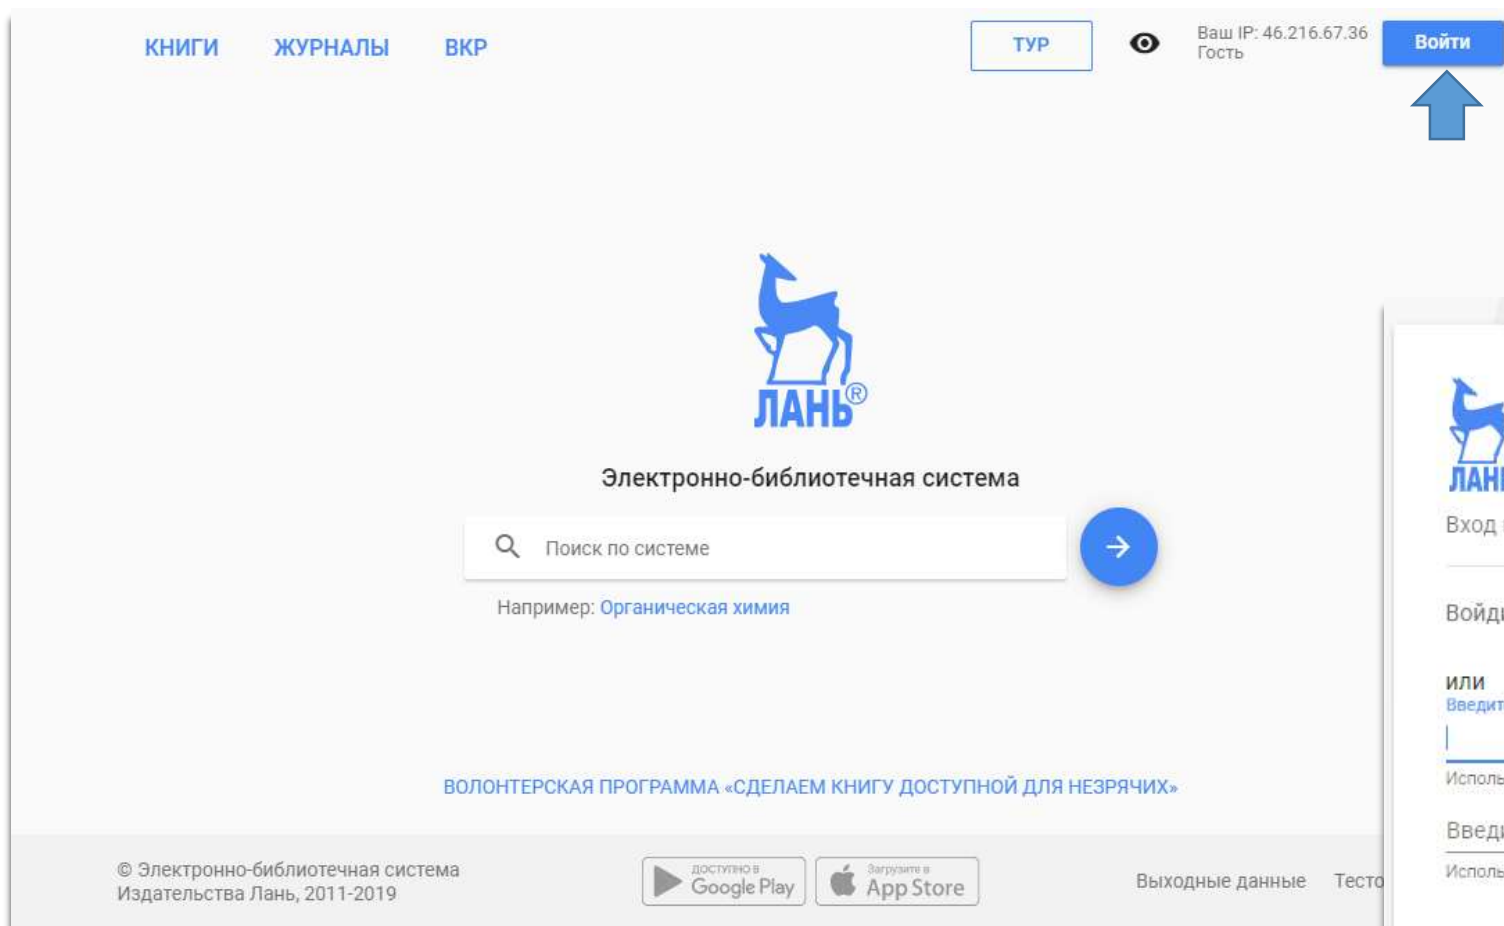 КНИГИ ЖУРНАЛЫ ВКР ТУР Ваш IP: 46.216.67.36 Войти
Гость
ЛАНЬ®
Электронно-библиотечная система
Поиск по системе
Например: Органическая химия
ВОЛОНТЕРСКАЯ ПРОГРАММА «СДЕЛАЕМ КНИГУ ДОСТУПНОЙ ДЛЯ НЕЗРЯЧИХ»
© Электронно-библиотечная система
Издательства Лань, 2011-2019
ДОСТУПНО В
Google Play
Загрузите в
App Store
Выходные данные
Вход
или